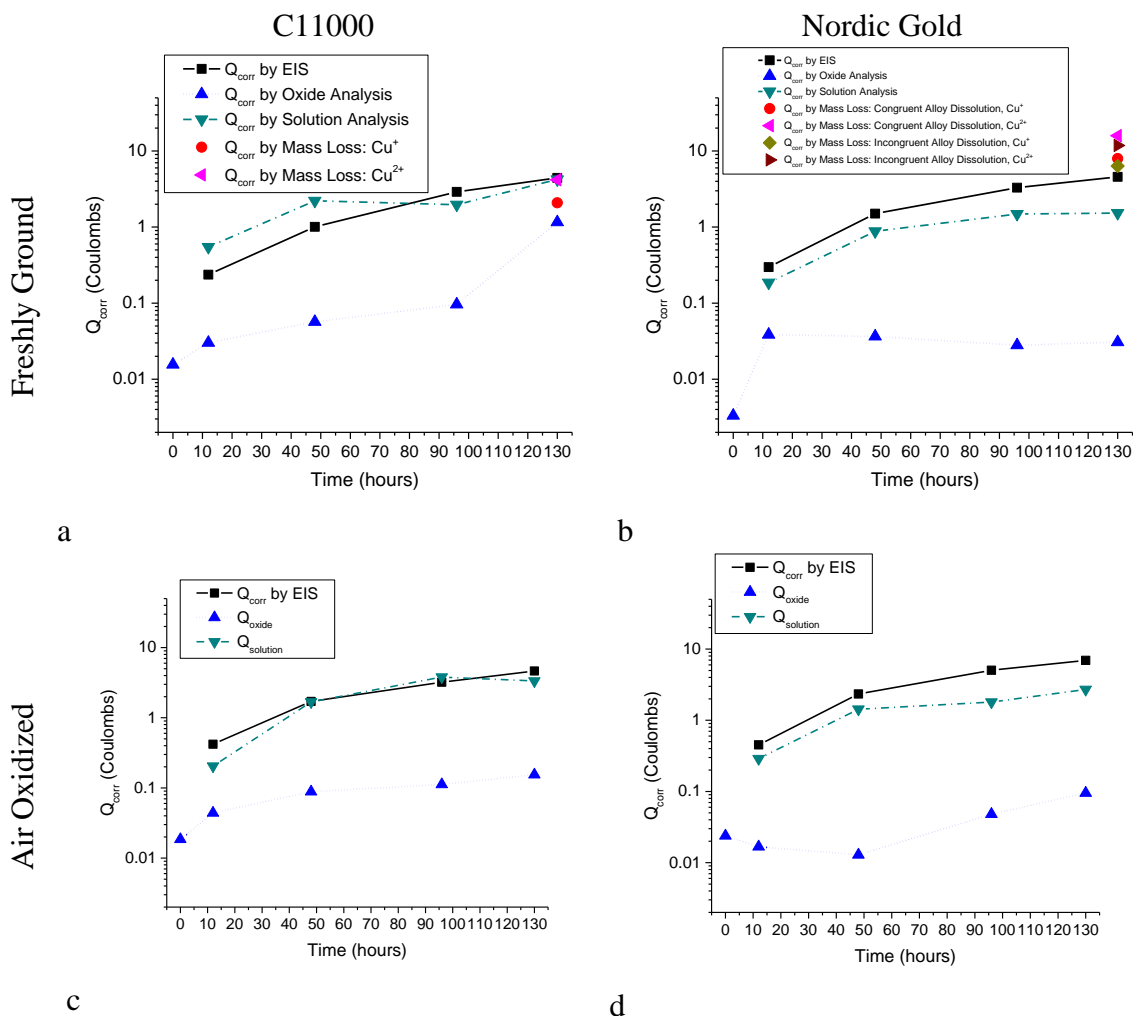 C11000
Nordic Gold
Freshly Ground
Air Oxidized
Q_corr by EIS
Q_corr by Oxide Analysis
Q_corr by Solution Analysis
Q_corr by Mass Loss: Cu⁺
Q_corr by Mass Loss: Cu²⁺
10
1
0.1
0.01
Q_corr (Coulombs)
0 10 20 30 40 50 60 70 80 90 100 110 120 130
Time (hours)
a
Q_corr by EIS
Q_corr by Oxide Analysis
Q_corr by Solution Analysis
Q_corr by Mass Loss: Congruent Alloy Dissolution, Cu⁺
Q_corr by Mass Loss: Congruent Alloy Dissolution, Cu²⁺
Q_corr by Mass Loss: Incongruent Alloy Dissolution, Cu⁺
Q_corr by Mass Loss: Incongruent Alloy Dissolution, Cu²⁺
10
1
0.1
0.01
Q_corr (Coulombs)
0 10 20 30 40 50 60 70 80 90 100 110 120 130
Time (hours)
b
Q_corr by EIS
Q_oxide
Q_solution
10
1
0.1
0.01
Q_corr (Coulombs)
0 10 20 30 40 50 60 70 80 90 100 110 120 130
Time (hours)
c
Q_corr by EIS
Q_oxide
Q_solution
10
1
0.1
0.01
Q_corr (Coulombs)
0 10 20 30 40 50 60 70 80 90 100 110 120 130
Time (hours)
d